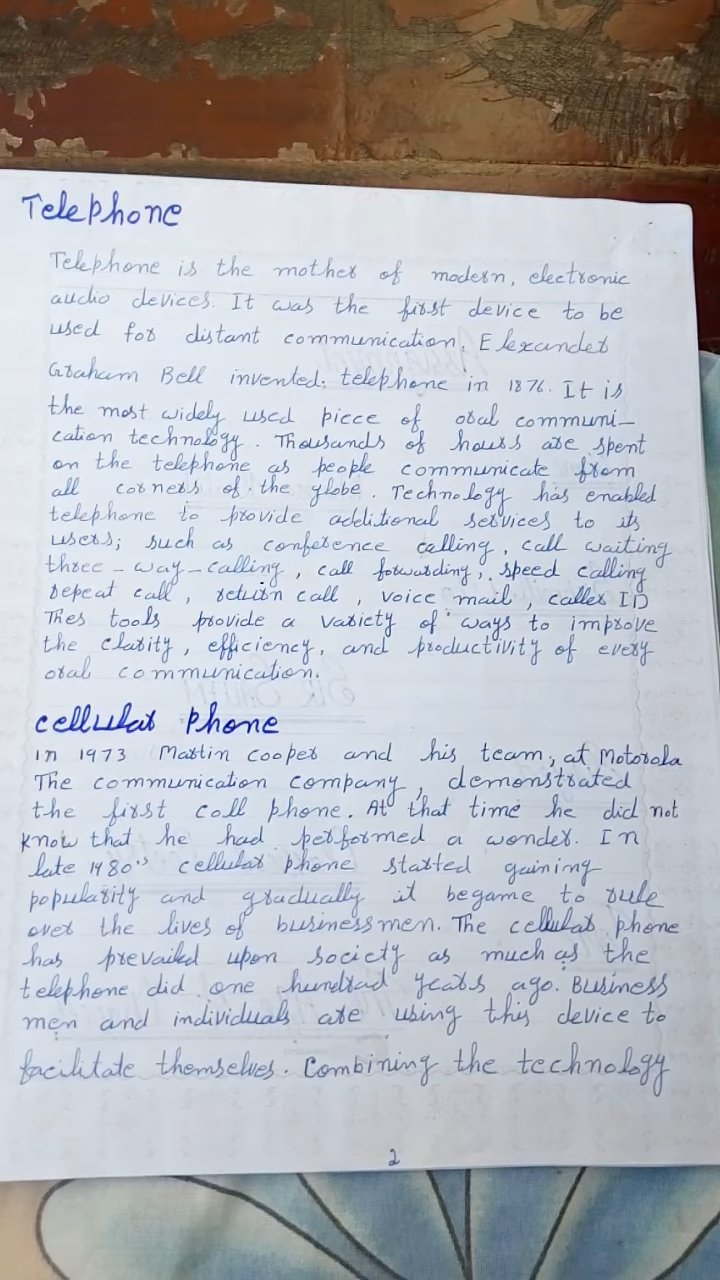 Telephone
Telephone is the mother of modern, electronic
audio devices. It was the first device to be
used for distant communication. Elexander
Graham Bell invented. telephone in 1876. It is
the most widely used piece of oral communi-
cation technology. Thousands of hours are spent
on the telephone as people communicate from
all corners of the globe. Technology has enabled
telephone to provide additional services to its
users; such as conference calling, call waiting
three-way-calling, call forwarding, speed calling
repeat call, return call, voice mail, caller ID
Thes tools provide a variety of ways to improve
the clarity, efficiency, and productivity of every
oral communication.
cellular phone
in 1973 Martin cooper and his team, at Motorola
The communication company, demonstrated
the first coll phone. At that time he did not
know that he had performed a wonder. In
late 1980's cellular phone started gaining
popularity and gradually it begame to rule
over the lives of businessmen. The cellular phone
has prevailed upon society as much as the
telephone did one hundrad years ago. Business
men and individuals are using this device to
facilitate themselves. Combining the technology
2